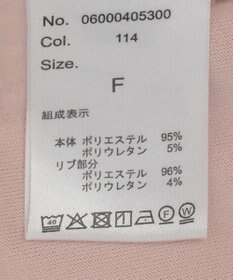 No. 06000405300
Col. 114
Size.
F
組成表示
本体 ポリエステル 95%
ポリウレタン 5%
リブ部分
ポリエステル 96%
ポリウレタン 4%
40 F W